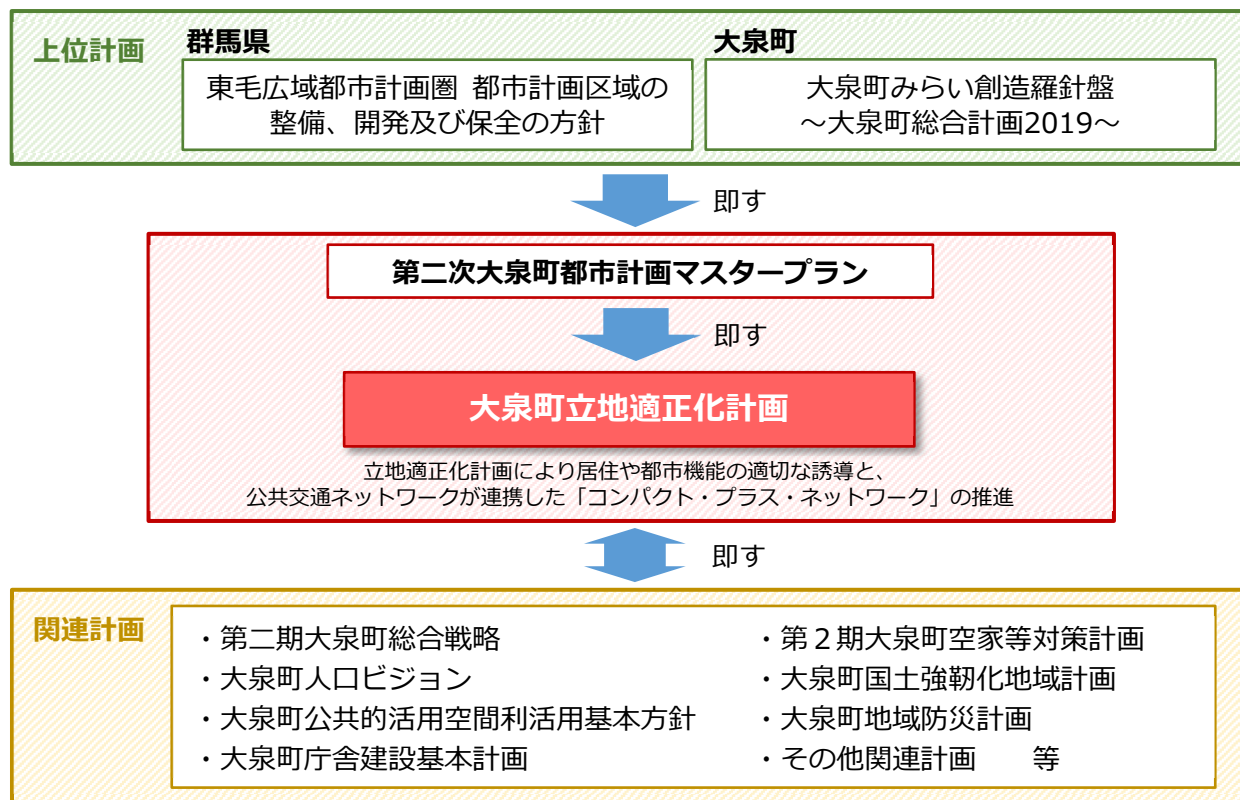 上位計画
群馬県
東毛広域都市計画圏 都市計画区域の
整備、開発及び保全の方針
大泉町
大泉町みらい創造羅針盤
~大泉町総合計画2019~
即す
第二次大泉町都市計画マスタープラン
即す
大泉町立地適正化計画
立地適正化計画により居住や都市機能の適切な誘導と、
公共交通ネットワークが連携した「コンパクト・プラス・ネットワーク」の推進
即す
関連計画
・第二期大泉町総合戦略
・大泉町人口ビジョン
・大泉町公共的活用空間利活用基本方針
・大泉町庁舎建設基本計画
・第2期大泉町空家等対策計画
・大泉町国土強靭化地域計画
・大泉町地域防災計画
・その他関連計画 等